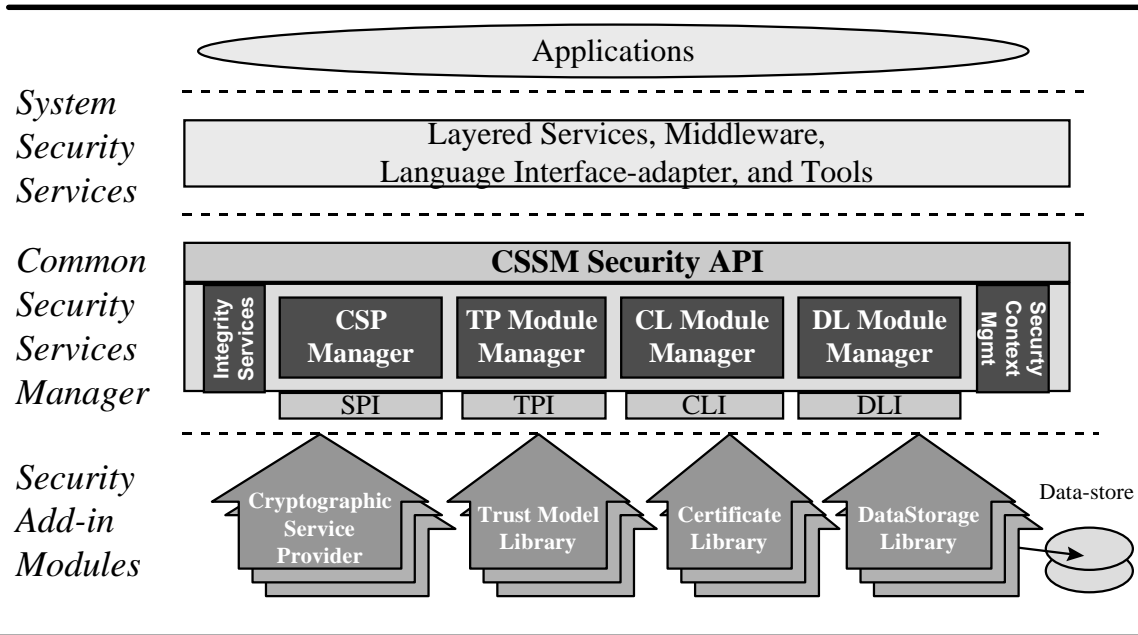 Applications
System
Security
Services
Layered Services, Middleware,
Language Interface-adapter, and Tools
Common
Security
Services
Manager
CSSM Security API
Integrity
Services
CSP
Manager
TP Module
Manager
CL Module
Manager
DL Module
Manager
Securty
Context
Mgmt
SPI
TPI
CLI
DLI
Security
Add-in
Modules
Cryptographic
Service
Provider
Trust Model
Library
Certificate
Library
DataStorage
Library
Data-store